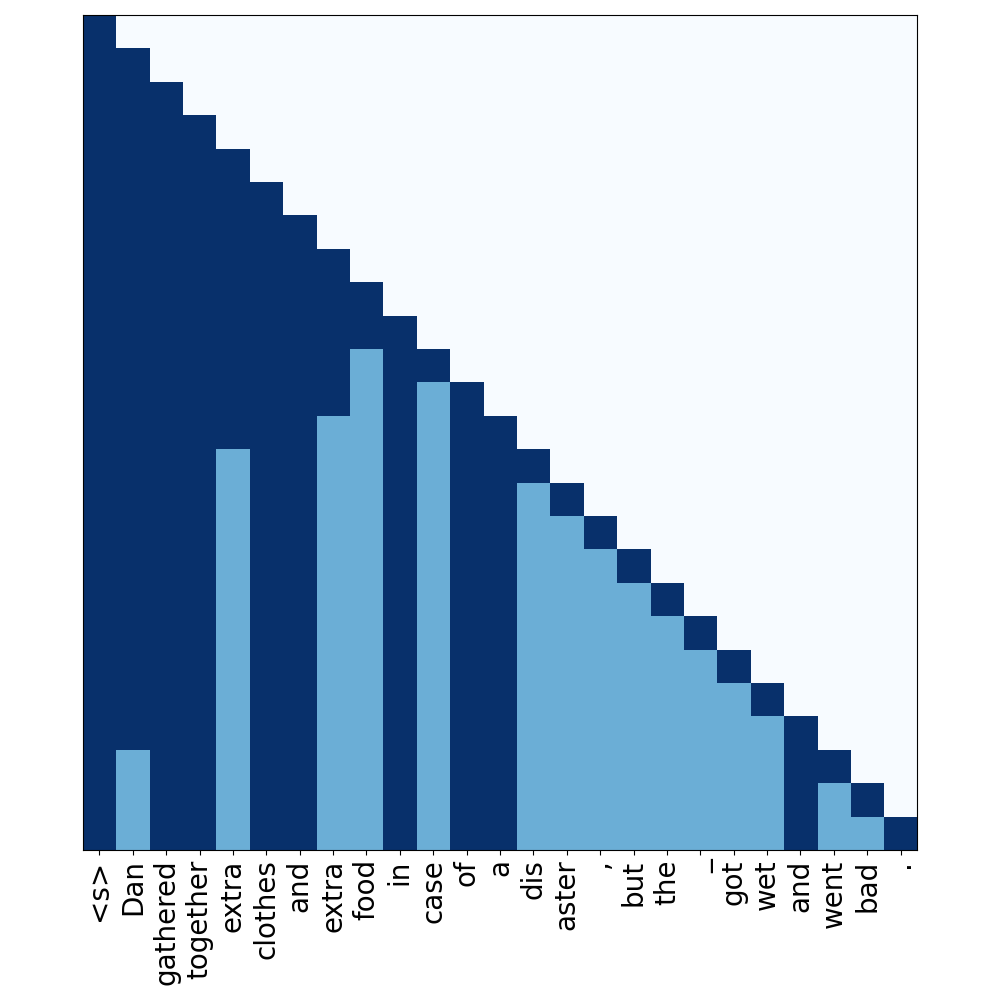 <s>
Dan
gathered
together
extra
clothes
and
extra
food
in
case
of
a
dis
aster
,
but
the
_
got
wet
and
went
bad
.